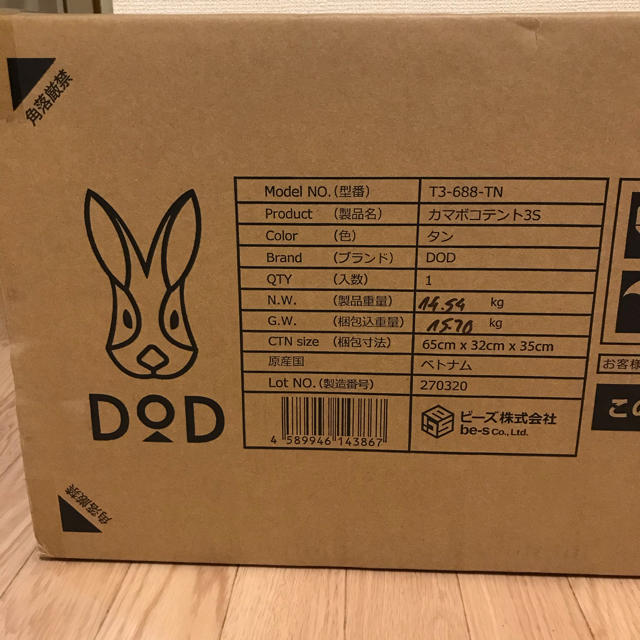 角落厳禁
Model NO.(型番) T3-688-TN
Product (製品名) カマボコテント3S
Color (色) タン
Brand (ブランド) DOD
QTY (入数) 1
N.W. (製品重量) 14.54 kg
G.W. (梱包込重量) 15.70 kg
CTN size (梱包寸法) 65cm x 32cm x 35cm
原産国 ベトナム
Lot NO.(製造番号) 270320
4 589946 143867
ビーズ株式会社
be-s Co., Ltd.
DOD
お客様
この
角落厳禁